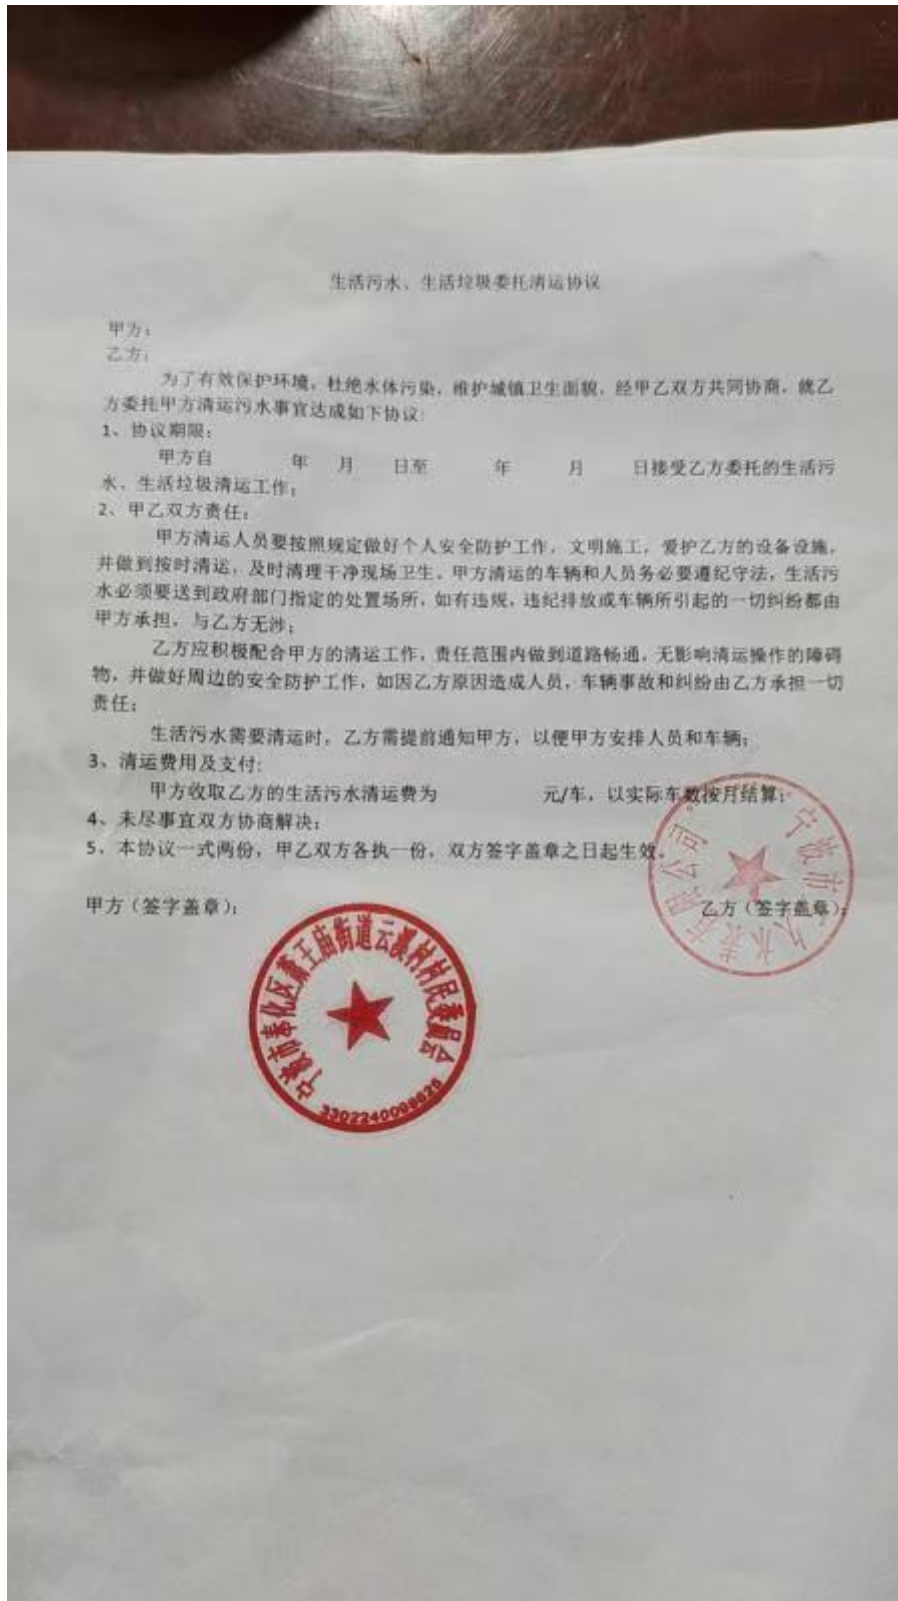 生活污水、生活垃圾委托清运协议
甲方：
乙方：
为了有效保护环境，杜绝水体污染，维护城镇卫生面貌，经甲乙双方共同协商，就乙
方委托甲方清运污水事宜达成如下协议:
1、协议期限：
甲方自 年 月 日至 年 月 日接受乙方委托的生活污
水、生活垃圾清运工作；
2、甲乙双方责任：
甲方清运人员要按照规定做好个人安全防护工作，文明施工，爱护乙方的设备设施，
并做到按时清运，及时清理干净现场卫生。甲方清运的车辆和人员务必要遵纪守法，生活污
水必须要送到政府部门指定的处置场所，如有违规，违纪排放或车辆所引起的一切纠纷都由
甲方承担，与乙方无涉；
乙方应积极配合甲方的清运工作，责任范围内做到道路畅通，无影响清运操作的障碍
物，并做好周边的安全防护工作，如因乙方原因造成人员，车辆事故和纠纷由乙方承担一切
责任；
生活污水需要清运时，乙方需提前通知甲方，以便甲方安排人员和车辆；
3、清运费用及支付:
甲方收取乙方的生活污水清运费为 元/车，以实际车数按月结算；
4、未尽事宜双方协商解决；
5、本协议一式两份，甲乙双方各执一份，双方签字盖章之日起生效。
甲方（签字盖章）： 乙方（签字盖章）：
宁波市奉化区萧王庙街道云溪村村民委员会
宁波市 有限公司